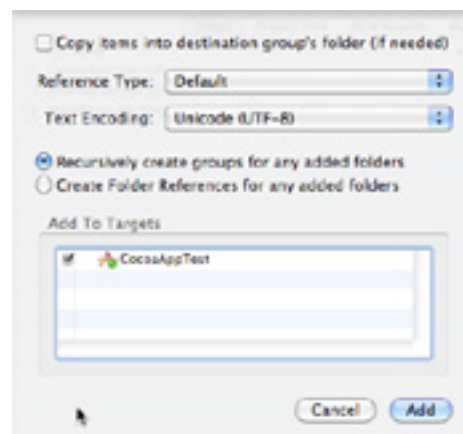 Copy items into destination group's folder (if needed)
Reference Type: Default
Text Encoding: Unicode (UTF-8)
Recursively create groups for any added folders
Create Folder References for any added folders
Add To Targets
CocoaAppTest
Cancel Add